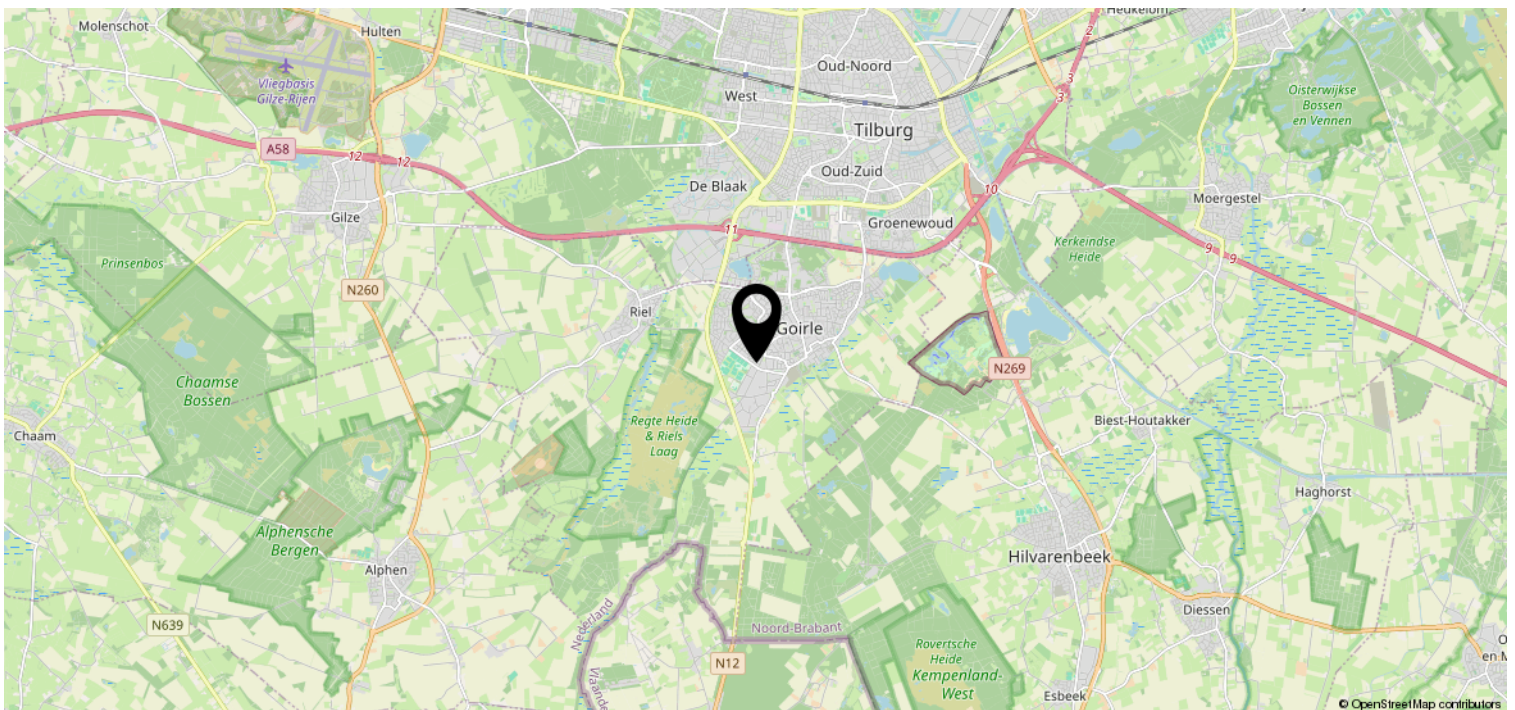 Molenschot
Hulten
Heukelom
2
Oud-Noord
3
3
Vliegbasis
Gilze-Rijen
West
Oisterwijkse
Bossen
en Vennen
Tilburg
A58
12
12
Oud-Zuid
De Blaak
10
Moergestel
Gilze
Groenewoud
11
Kerkeindse
Heide
9
9
Prinsenbos
N260
Riel
Goirle
N269
Chaamse
Bossen
Regte Heide
& Riels
Laag
Biest-Houtakker
Chaam
Haghorst
Alphensche
Bergen
Hilvarenbeek
Alphen
Diessen
N639
Nederland
Noord-Brabant
Rovertsche
Heide
Kempenland-
West
N12
Esbeek
© OpenStreetMap contributors